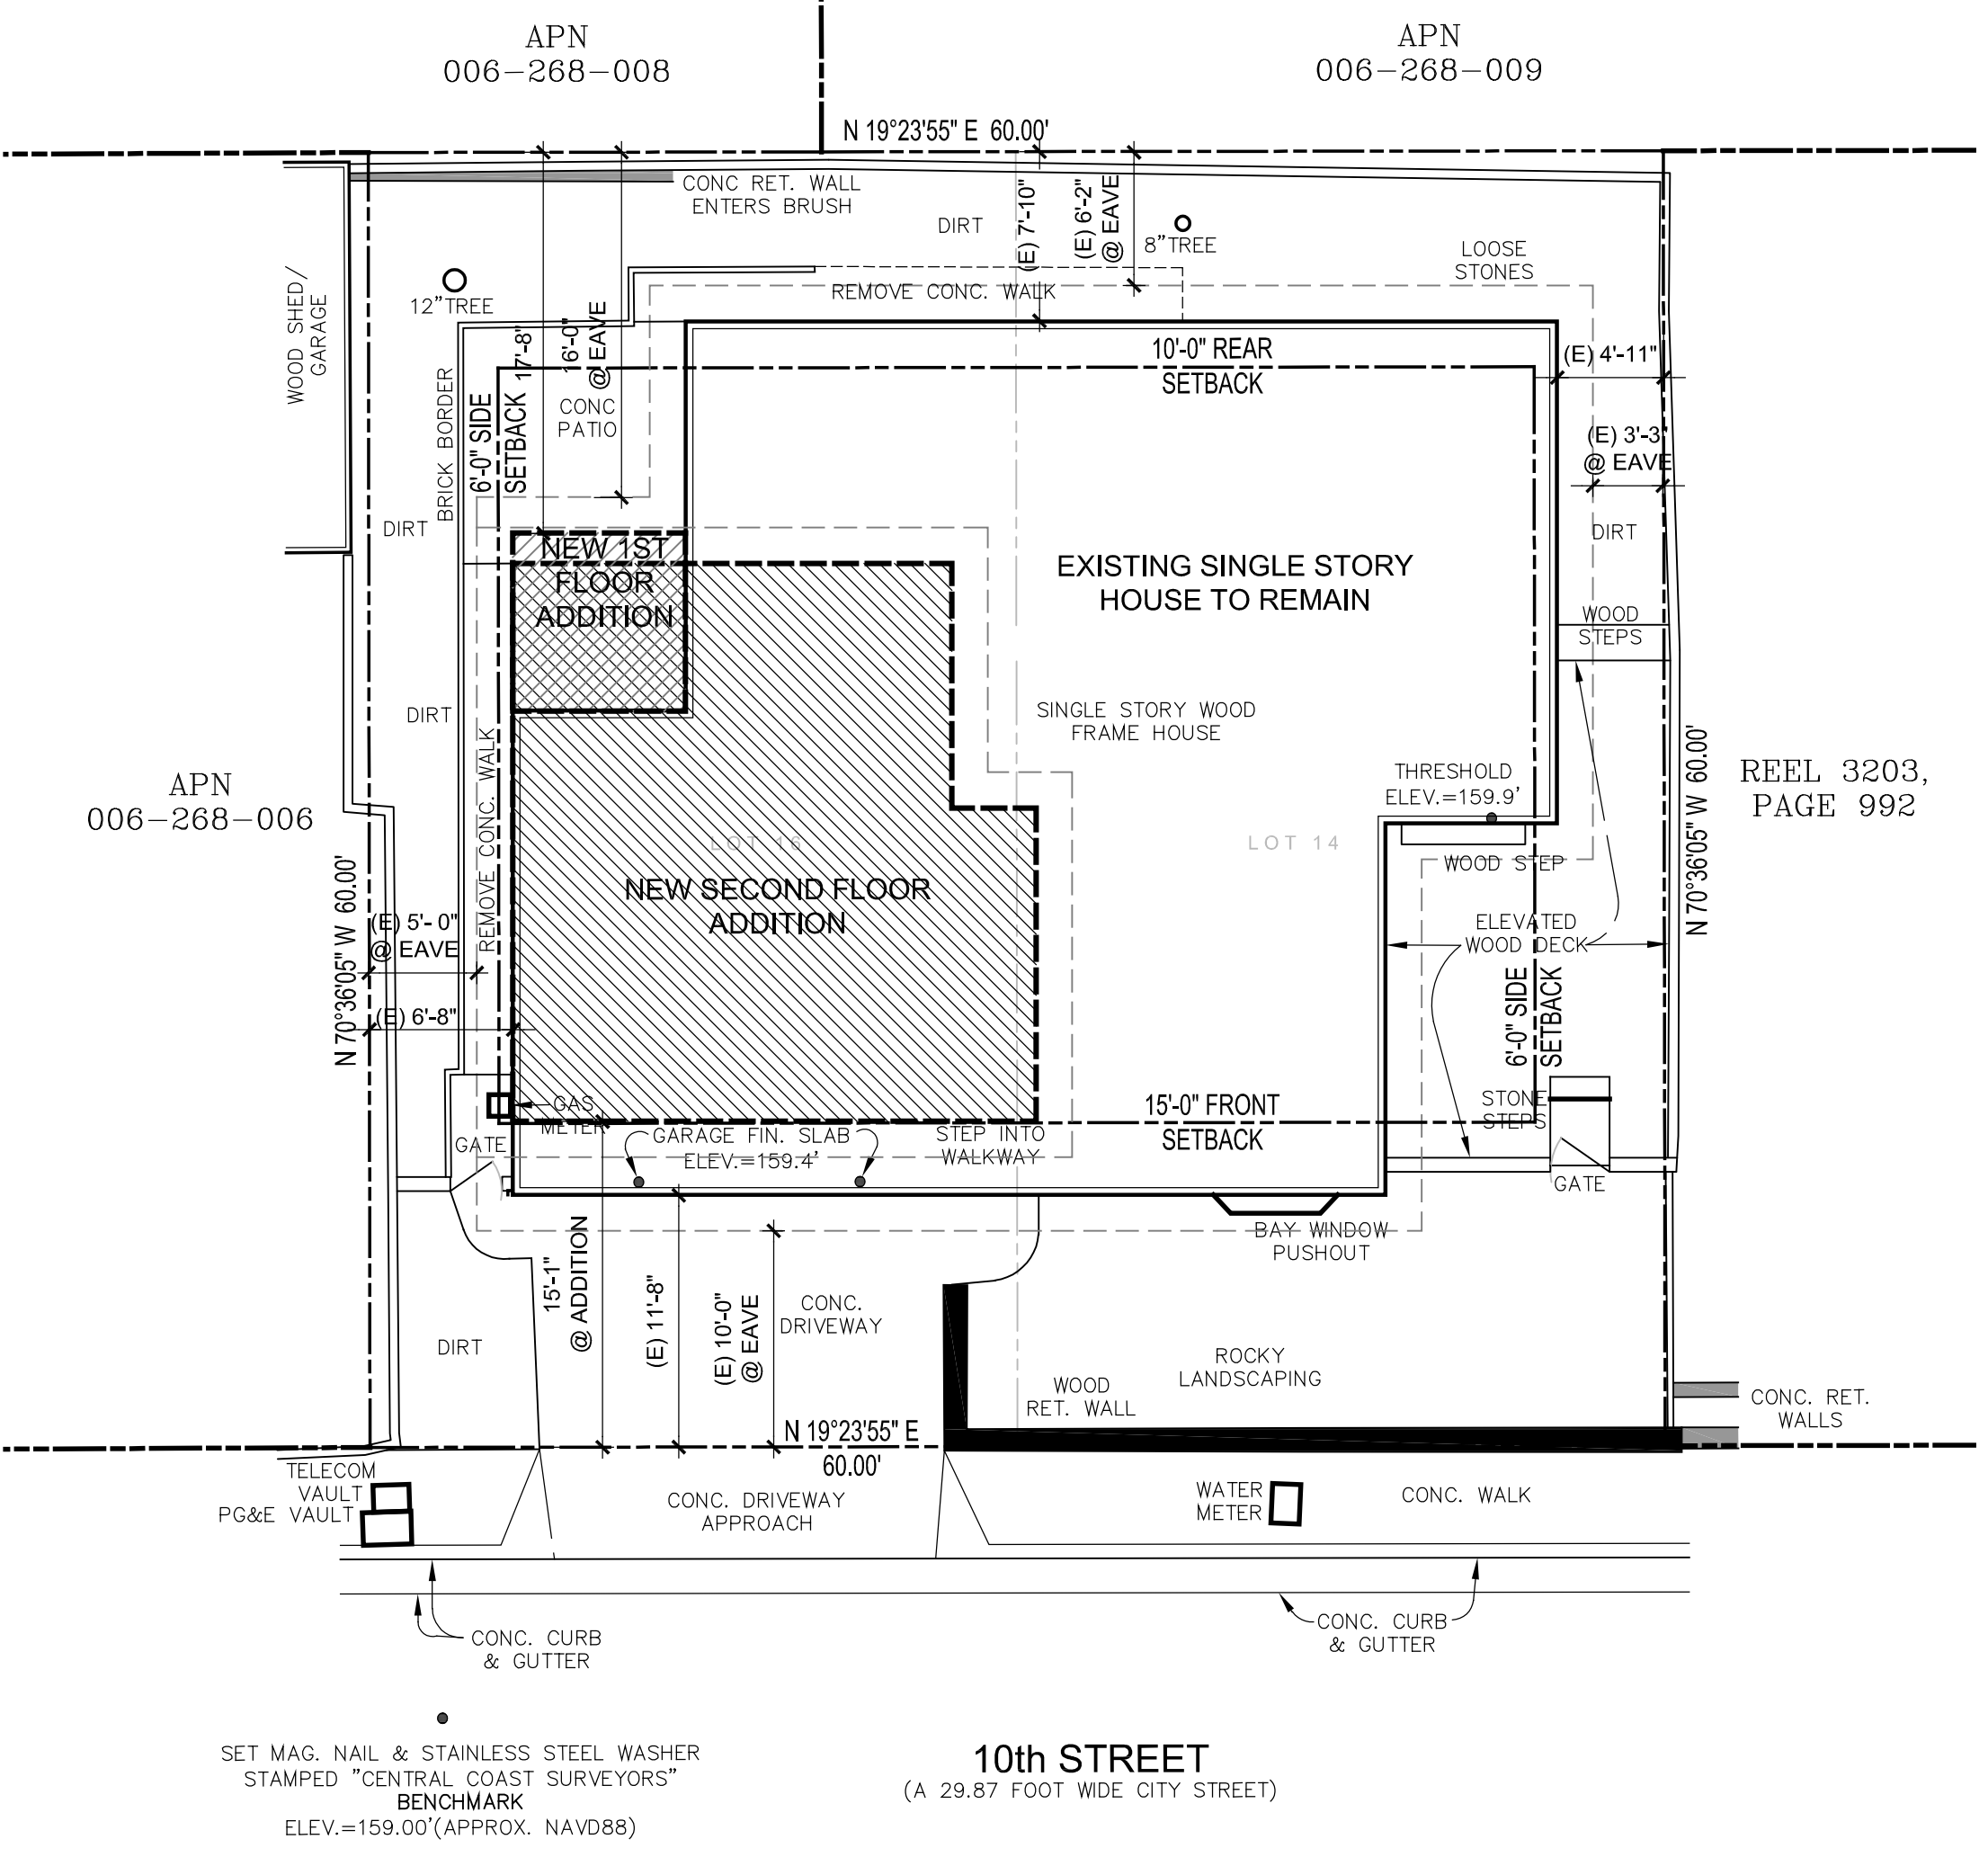 APN
006-268-008
APN
006-268-009
N 19°23'55" E 60.00'
CONC RET. WALL
ENTERS BRUSH
DIRT
(E) 7'-10"
(E) 6'-2"
@ EAVE
8"TREE
LOOSE
STONES
WOOD SHED/
GARAGE
12"TREE
REMOVE CONC. WALK
17'-8"
16'-0"
@ EAVE
10'-0" REAR
SETBACK
(E) 4'-11"
BRICK BORDER
6'-0" SIDE
SETBACK
CONC
PATIO
(E) 3'-3"
@ EAVE
DIRT
DIRT
NEW 1ST
FLOOR
ADDITION
EXISTING SINGLE STORY
HOUSE TO REMAIN
WOOD
STEPS
DIRT
SINGLE STORY WOOD
FRAME HOUSE
APN
006-268-006
REMOVE CONC. WALK
THRESHOLD
ELEV.=159.9'
N 70°36'05" W 60.00'
REEL 3203,
PAGE 992
LOT 16
LOT 14
WOOD STEP
NEW SECOND FLOOR
ADDITION
N 70°36'05" W 60.00'
(E) 5'- 0"
@ EAVE
ELEVATED
WOOD DECK
(E) 6'-8"
6'-0" SIDE
SETBACK
GAS
METER
15'-0" FRONT
SETBACK
STONE
STEPS
GATE
GARAGE FIN. SLAB
ELEV.=159.4'
STEP INTO
WALKWAY
GATE
BAY WINDOW
PUSHOUT
15'-1"
@ ADDITION
(E) 11'-8"
(E) 10'-0"
@ EAVE
CONC.
DRIVEWAY
DIRT
ROCKY
LANDSCAPING
WOOD
RET. WALL
CONC. RET.
WALLS
N 19°23'55" E
60.00'
TELECOM
VAULT
PG&E VAULT
CONC. DRIVEWAY
APPROACH
WATER
METER
CONC. WALK
CONC. CURB
& GUTTER
CONC. CURB
& GUTTER
SET MAG. NAIL & STAINLESS STEEL WASHER
STAMPED "CENTRAL COAST SURVEYORS"
BENCHMARK
ELEV.=159.00'(APPROX. NAVD88)
10th STREET
(A 29.87 FOOT WIDE CITY STREET)